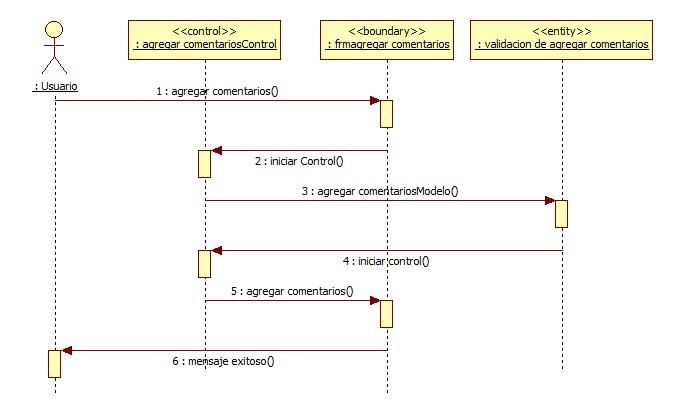 <<control>>
: agregar comentariosControl
<<boundary>>
: frmagregar comentarios
<<entity>>
: validacion de agregar comentarios
: Usuario
1 : agregar comentarios()
2 : iniciar Control()
3 : agregar comentariosModelo()
4 : iniciar control()
5 : agregar comentarios()
6 : mensaje exitoso()